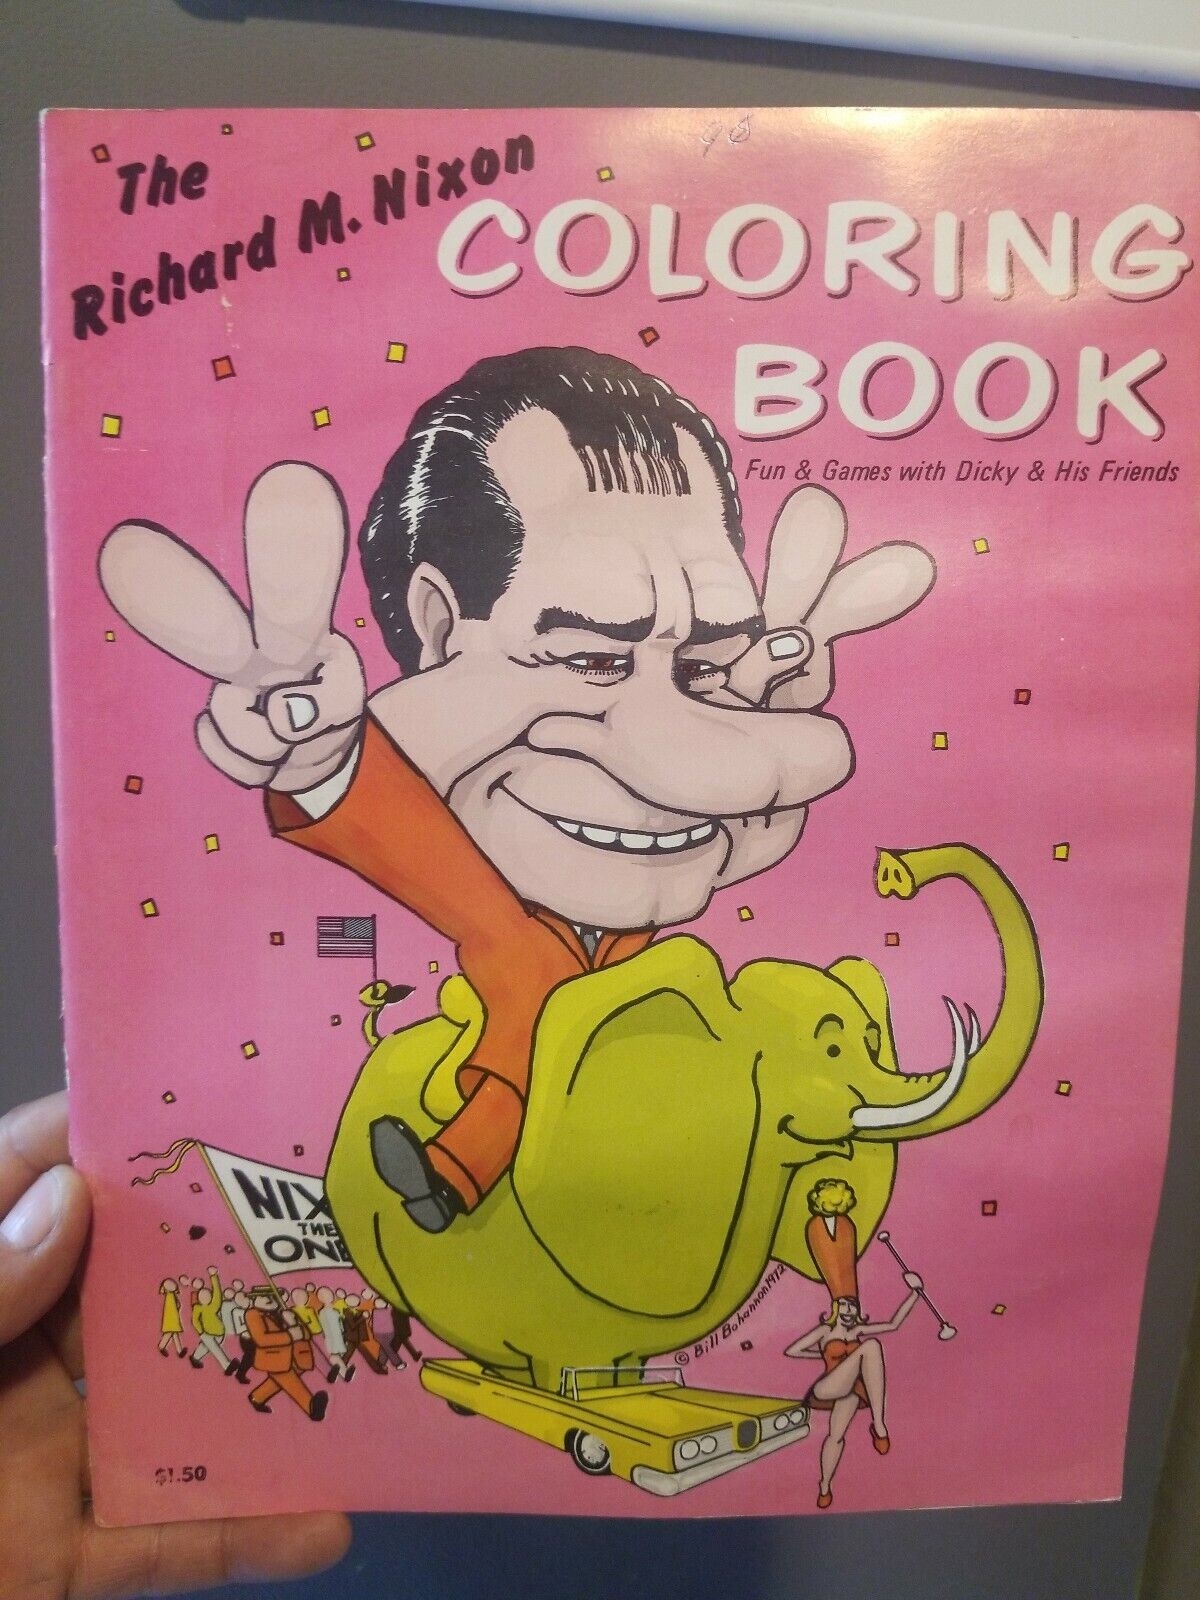 The
Richard M. Nixon
COLORING
BOOK
Fun & Games with Dicky & His Friends
98
NIX
THE
ONE
© Bill Bohannon 1972
$1.50